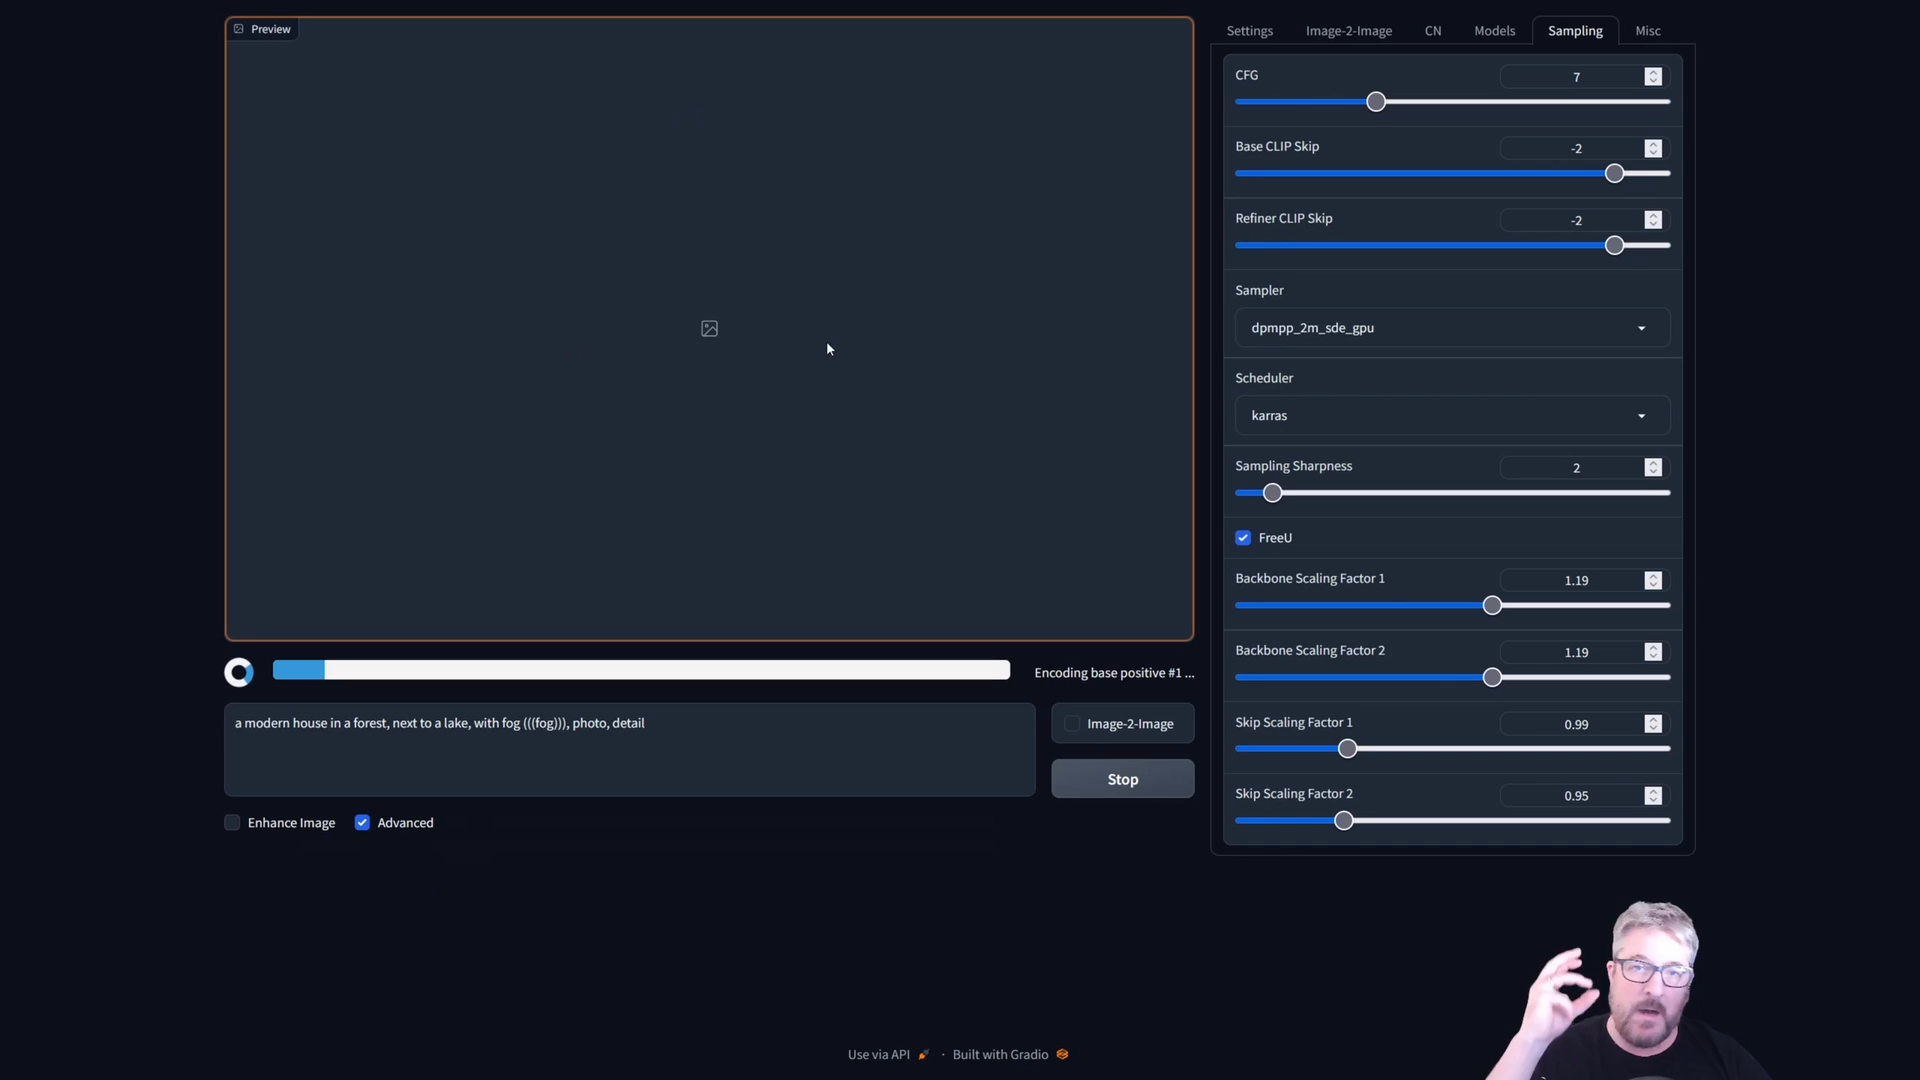 Preview
Settings
Image-2-Image
CN
Models
Sampling
Misc
CFG
7
Base CLIP Skip
-2
Refiner CLIP Skip
-2
Sampler
dpmpp_2m_sde_gpu
Scheduler
karras
Sampling Sharpness
2
FreeU
Backbone Scaling Factor 1
1.19
Backbone Scaling Factor 2
1.19
Skip Scaling Factor 1
0.99
Skip Scaling Factor 2
0.95
Encoding base positive #1 ...
a modern house in a forest, next to a lake, with fog (((fog))), photo, detail
Image-2-Image
Stop
Enhance Image
Advanced
Use via API · Built with Gradio